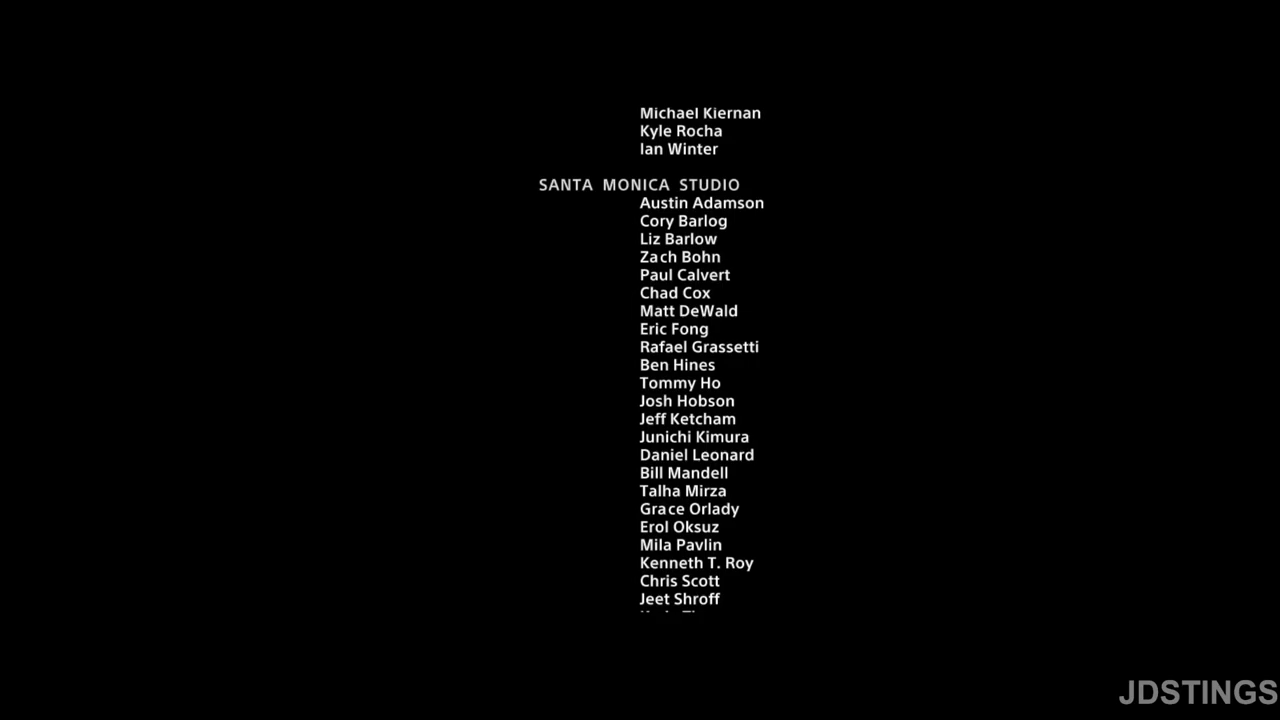 Michael Kiernan
Kyle Rocha
Ian Winter
SANTA MONICA STUDIO
Austin Adamson
Cory Barlog
Liz Barlow
Zach Bohn
Paul Calvert
Chad Cox
Matt DeWald
Eric Fong
Rafael Grassetti
Ben Hines
Tommy Ho
Josh Hobson
Jeff Ketcham
Junichi Kimura
Daniel Leonard
Bill Mandell
Talha Mirza
Grace Orlady
Erol Oksuz
Mila Pavlin
Kenneth T. Roy
Chris Scott
Jeet Shroff
JDSTINGS